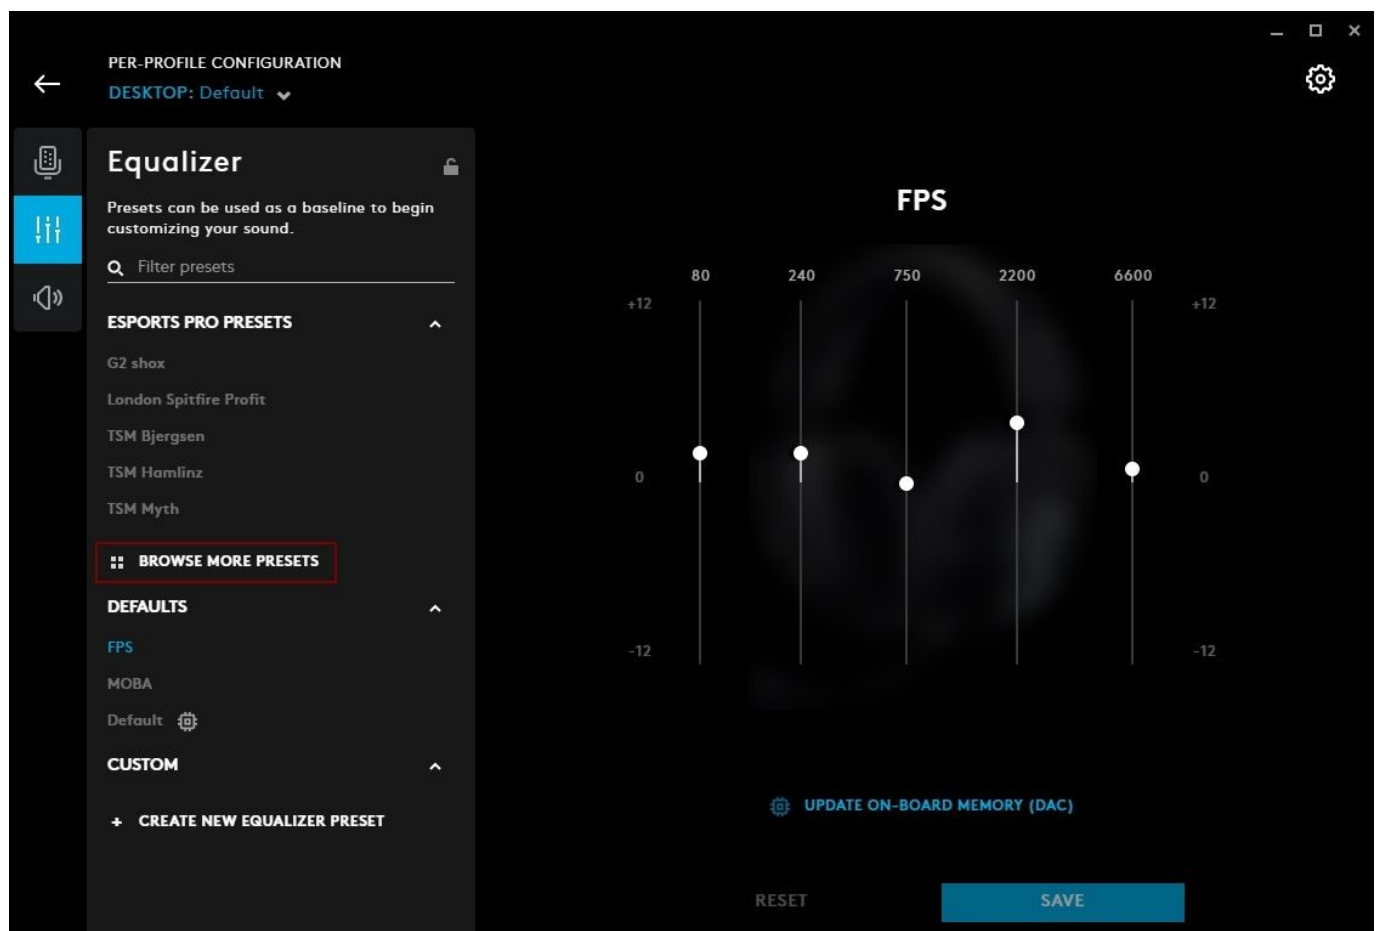 PER-PROFILE CONFIGURATION
DESKTOP: Default
Equalizer
Presets can be used as a baseline to begin
customizing your sound.
Filter presets
ESPORTS PRO PRESETS
G2 shox
London Spitfire Profit
TSM Bjergsen
TSM Hamlinz
TSM Myth
BROWSE MORE PRESETS
DEFAULTS
FPS
MOBA
Default
CUSTOM
+ CREATE NEW EQUALIZER PRESET
FPS
80 240 750 2200 6600
+12 +12
0 0
-12 -12
UPDATE ON-BOARD MEMORY (DAC)
RESET SAVE